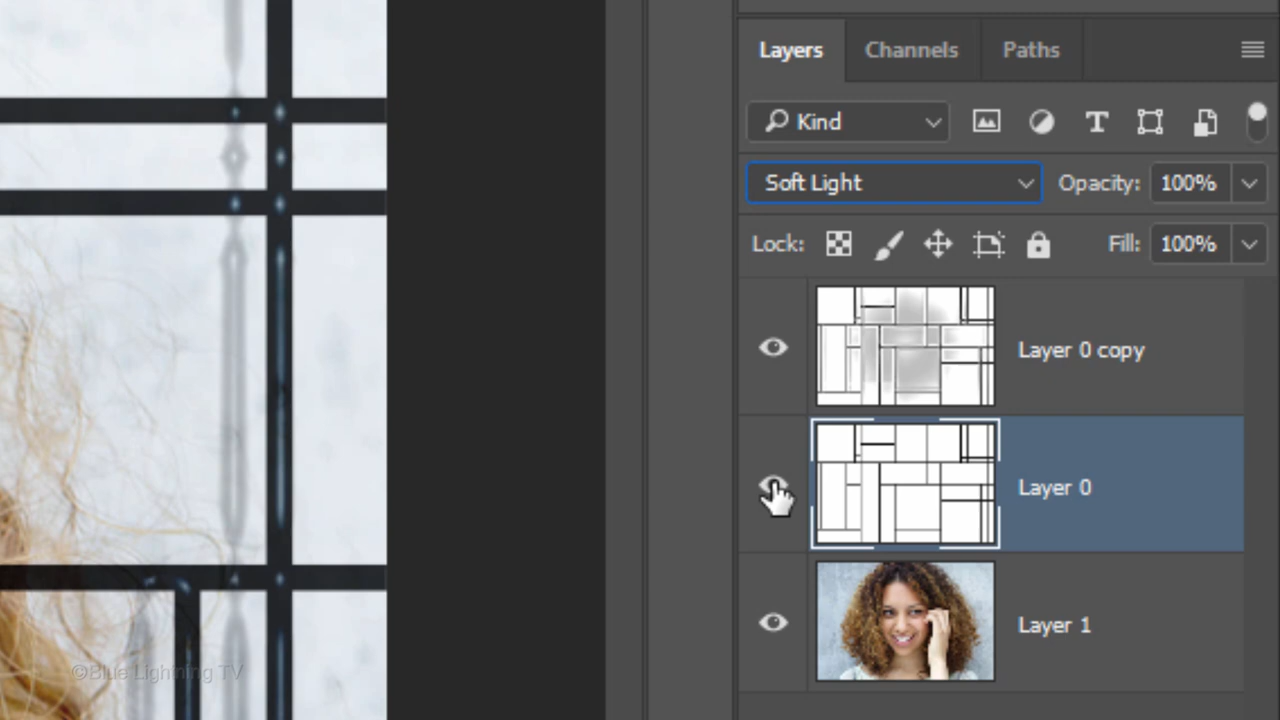 Layers Channels Paths
Kind
Soft Light Opacity: 100%
Lock: Fill: 100%
Layer 0 copy
Layer 0
Layer 1
©Blue Lightning TV